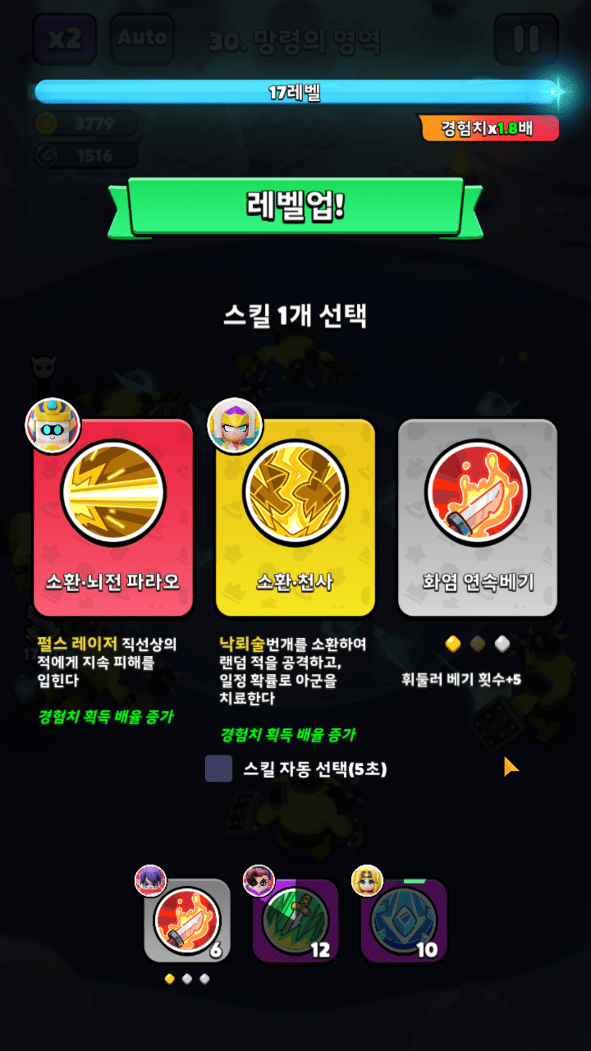 x2
Auto
30. 망령의 영역
17레벨
3779
경험치x1.8배
1516
레벨업!
스킬 1개 선택
소환·뇌전 파라오
소환·천사
화염 연속베기
펄스 레이저 직선상의
적에게 지속 피해를
입힌다
경험치 획득 배율 증가
낙뢰술번개를 소환하여
랜덤 적을 공격하고,
일정 확률로 아군을
치료한다
경험치 획득 배율 증가
휘둘러 베기 횟수+5
스킬 자동 선택(5초)
6
12
10